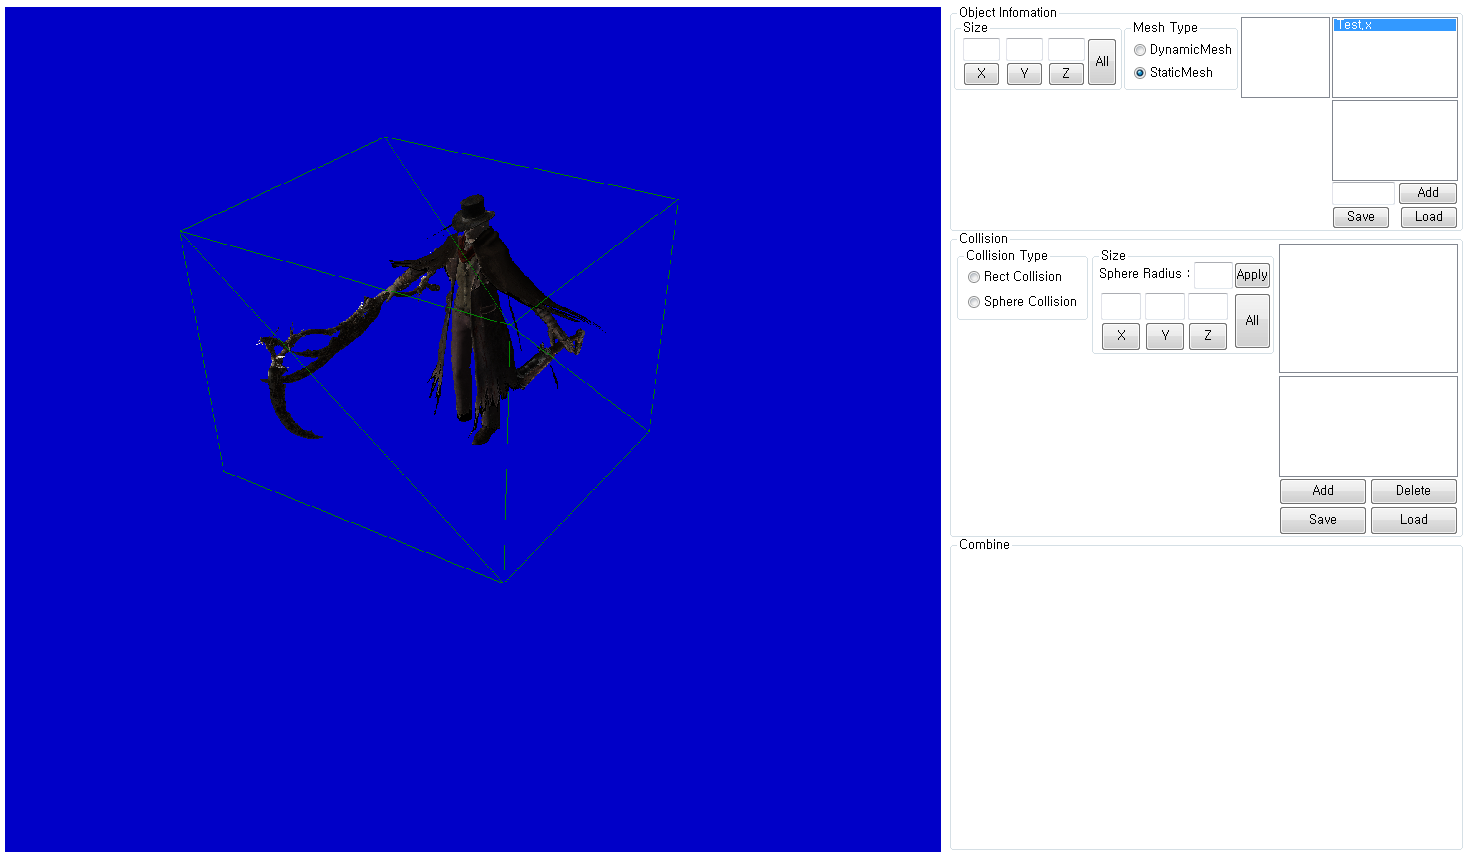 Object Infomation
Size
X
Y
Z
All
Mesh Type
DynamicMesh
StaticMesh
Test.x
Add
Save
Load
Collision
Collision Type
Rect Collision
Sphere Collision
Size
Sphere Radius :
Apply
X
Y
Z
All
Add
Delete
Save
Load
Combine